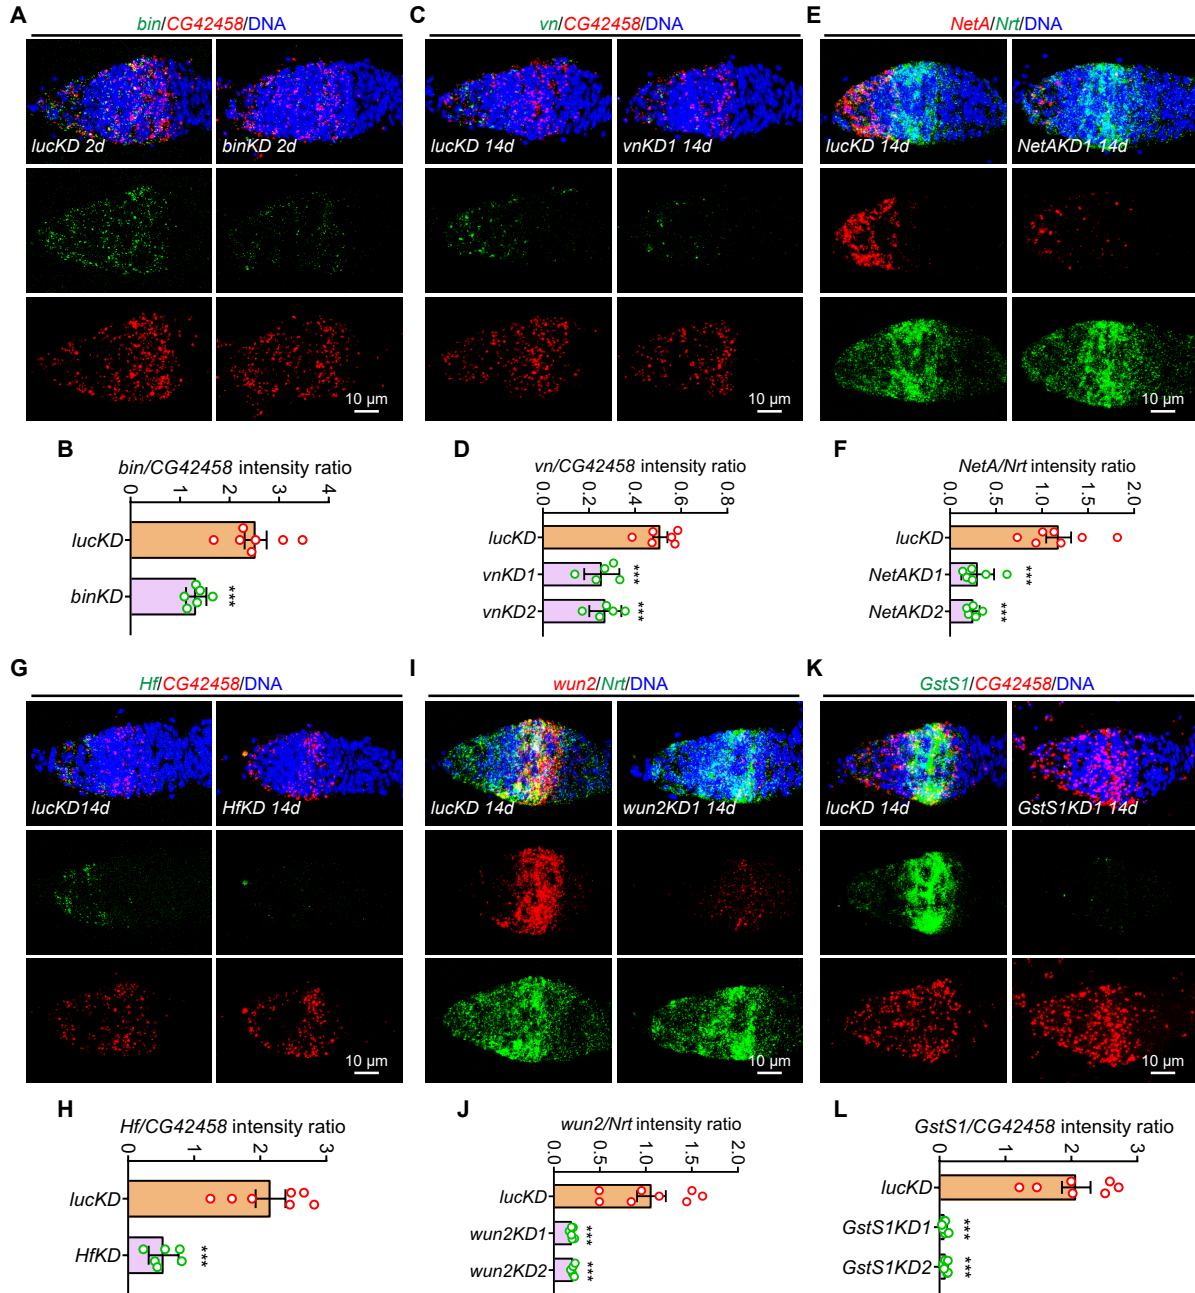 A
bin/CG42458/DNA
lucKD 2d
binKD 2d
10 µm
C
vn/CG42458/DNA
lucKD 14d
vnKD1 14d
10 µm
E
NetA/Nrt/DNA
lucKD 14d
NetAKD1 14d
10 µm
B
bin/CG42458 intensity ratio
0 1 2 3 4
lucKD
binKD
***
D
vn/CG42458 intensity ratio
0.0 0.2 0.4 0.6 0.8
lucKD
vnKD1
***
vnKD2
***
F
NetA/Nrt intensity ratio
0.0 0.5 1.0 1.5 2.0
lucKD
NetAKD1
***
NetAKD2
***
G
Hf/CG42458/DNA
lucKD14d
HfKD 14d
10 µm
I
wun2/Nrt/DNA
lucKD 14d
wun2KD1 14d
10 µm
K
GstS1/CG42458/DNA
lucKD 14d
GstS1KD1 14d
10 µm
H
Hf/CG42458 intensity ratio
0 1 2 3
lucKD
HfKD
***
J
wun2/Nrt intensity ratio
0.0 0.5 1.0 1.5 2.0
lucKD
wun2KD1
***
wun2KD2
***
L
GstS1/CG42458 intensity ratio
0 1 2 3
lucKD
GstS1KD1
***
GstS1KD2
***